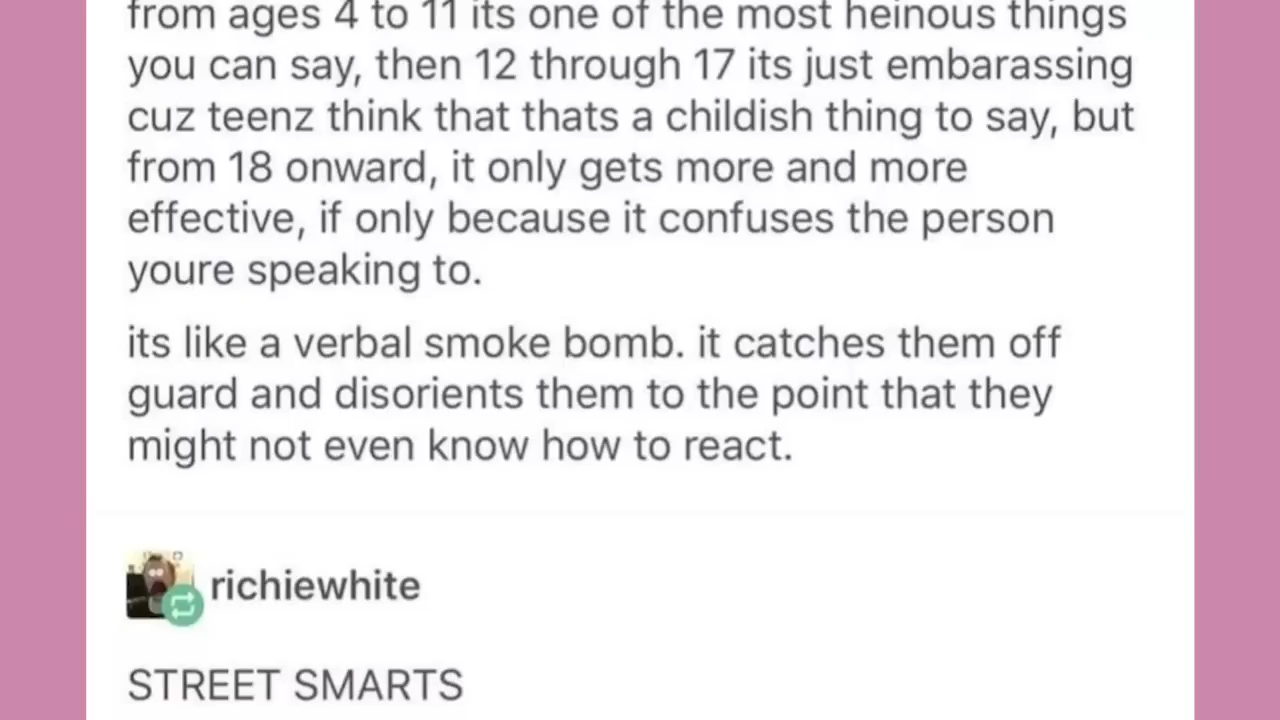 from ages 4 to 11 its one of the most heinous things
you can say, then 12 through 17 its just embarassing
cuz teenz think that thats a childish thing to say, but
from 18 onward, it only gets more and more
effective, if only because it confuses the person
youre speaking to.
its like a verbal smoke bomb. it catches them off
guard and disorients them to the point that they
might not even know how to react.
richiewhite
STREET SMARTS